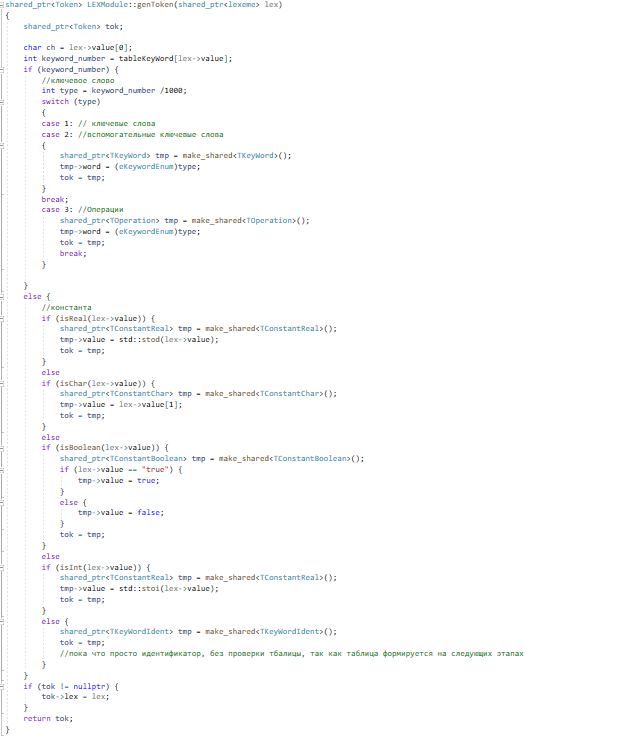 shared_ptr<Token> LEXModule::genToken(shared_ptr<lexeme> lex)
{
    shared_ptr<Token> tok;

    char ch = lex->value[0];
    int keyword_number = tableKeyWord[lex->value];
    if (keyword_number) {
        //ключевое слово
        int type = keyword_number /1000;
        switch (type)
        {
        case 1: // ключевые слова
        case 2: //вспомогательные ключевые слова
        {
            shared_ptr<TKeyWord> tmp = make_shared<TKeyWord>();
            tmp->word = (eKeywordEnum)type;
            tok = tmp;
        }
        break;
        case 3: //Операции
            shared_ptr<TOperation> tmp = make_shared<TOperation>();
            tmp->word = (eKeywordEnum)type;
            tok = tmp;
            break;
        }

    }
    else {
        //константа
        if (isReal(lex->value)) {
            shared_ptr<TConstantReal> tmp = make_shared<TConstantReal>();
            tmp->value = std::stod(lex->value);
            tok = tmp;
        }
        else
        if (isChar(lex->value)) {
            shared_ptr<TConstantChar> tmp = make_shared<TConstantChar>();
            tmp->value = lex->value[1];
            tok = tmp;
        }
        else
        if (isBoolean(lex->value)) {
            shared_ptr<TConstantBoolean> tmp = make_shared<TConstantBoolean>();
            if (lex->value == "true") {
                tmp->value = true;
            }
            else {
                tmp->value = false;
            }
            tok = tmp;
        }
        else
        if (isInt(lex->value)) {
            shared_ptr<TConstantReal> tmp = make_shared<TConstantReal>();
            tmp->value = std::stoi(lex->value);
            tok = tmp;
        }
        else {
            shared_ptr<TKeyWordIdent> tmp = make_shared<TKeyWordIdent>();
            tok = tmp;
            //пока что просто идентификатор, без проверки тбалицы, так как таблица формируется на следующих этапах
        }
    }
    if (tok != nullptr) {
        tok->lex = lex;
    }
    return tok;
}